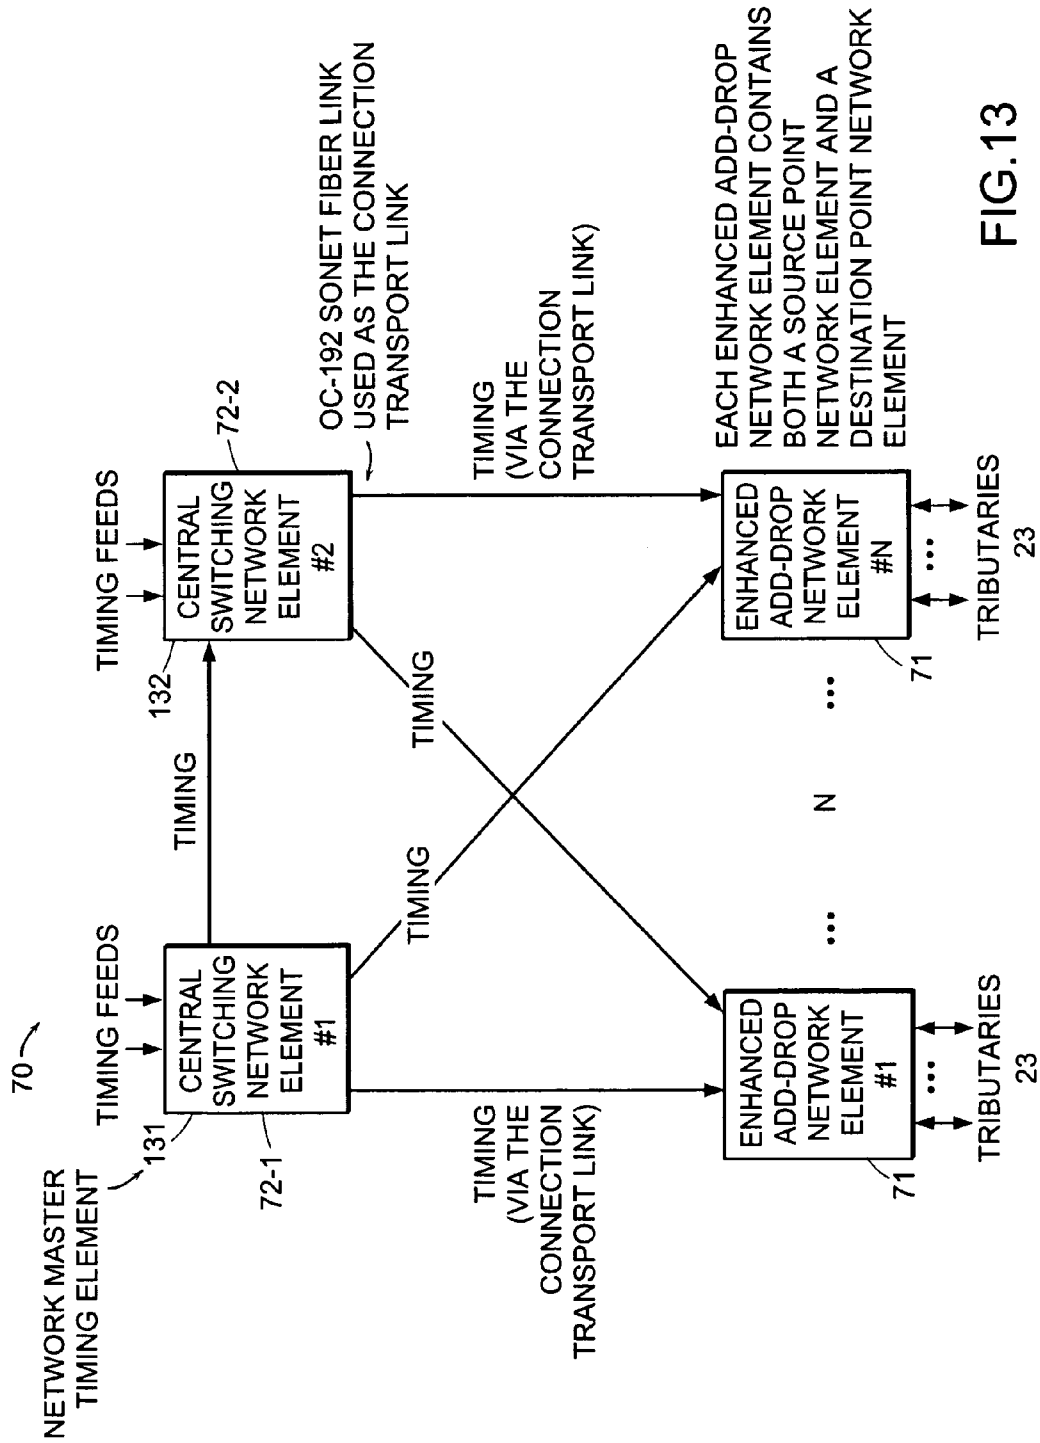 70
NETWORK MASTER
TIMING ELEMENT
TIMING FEEDS
TIMING FEEDS
131
CENTRAL
SWITCHING
NETWORK
ELEMENT
#1
72-1
TIMING
132
CENTRAL
SWITCHING
NETWORK
ELEMENT
#2
72-2
OC-192 SONET FIBER LINK
USED AS THE CONNECTION
TRANSPORT LINK
TIMING
(VIA THE
CONNECTION
TRANSPORT LINK)
TIMING
TIMING
TIMING
(VIA THE
CONNECTION
TRANSPORT LINK)
ENHANCED
ADD-DROP
NETWORK
ELEMENT
#1
71
... N ...
ENHANCED
ADD-DROP
NETWORK
ELEMENT
#N
71
EACH ENHANCED ADD-DROP
NETWORK ELEMENT CONTAINS
BOTH A SOURCE POINT
NETWORK ELEMENT AND A
DESTINATION POINT NETWORK
ELEMENT
...
TRIBUTARIES
23
...
TRIBUTARIES
23
FIG.13